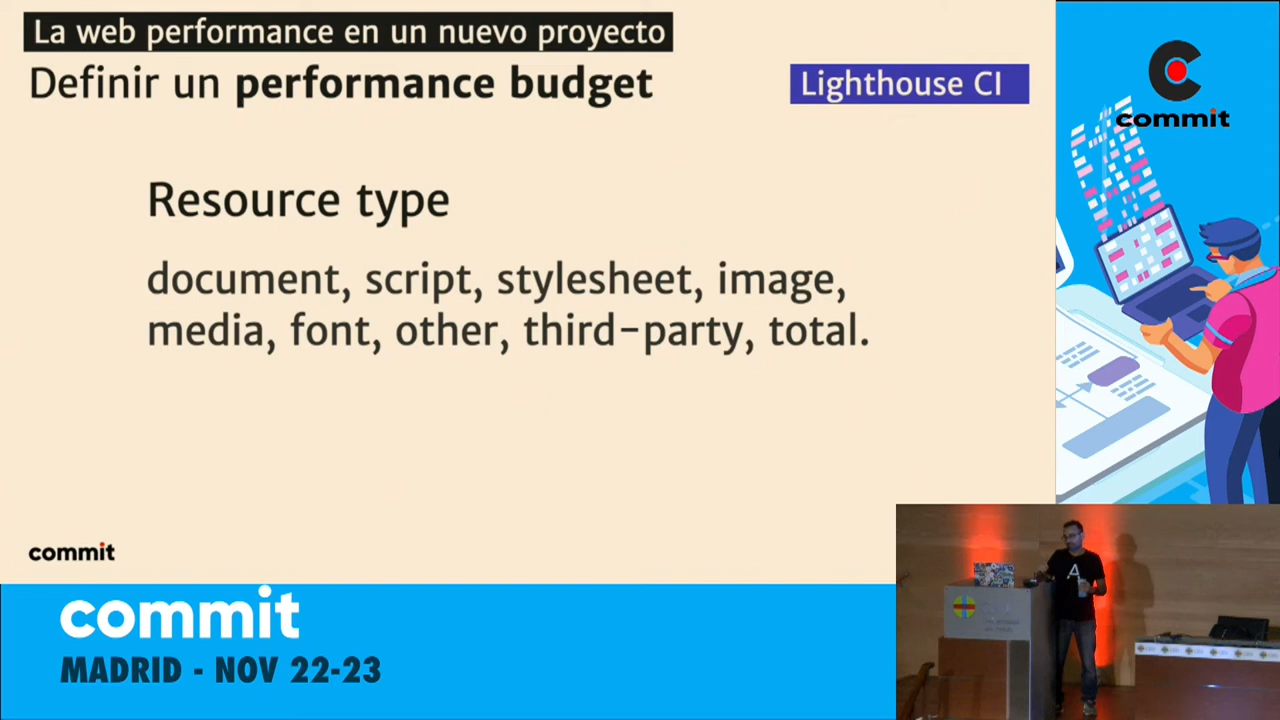 La web performance en un nuevo proyecto
Definir un performance budget
Lighthouse CI
Resource type
document, script, stylesheet, image,
media, font, other, third-party, total.
commit
commit
commit
MADRID - NOV 22-23
A